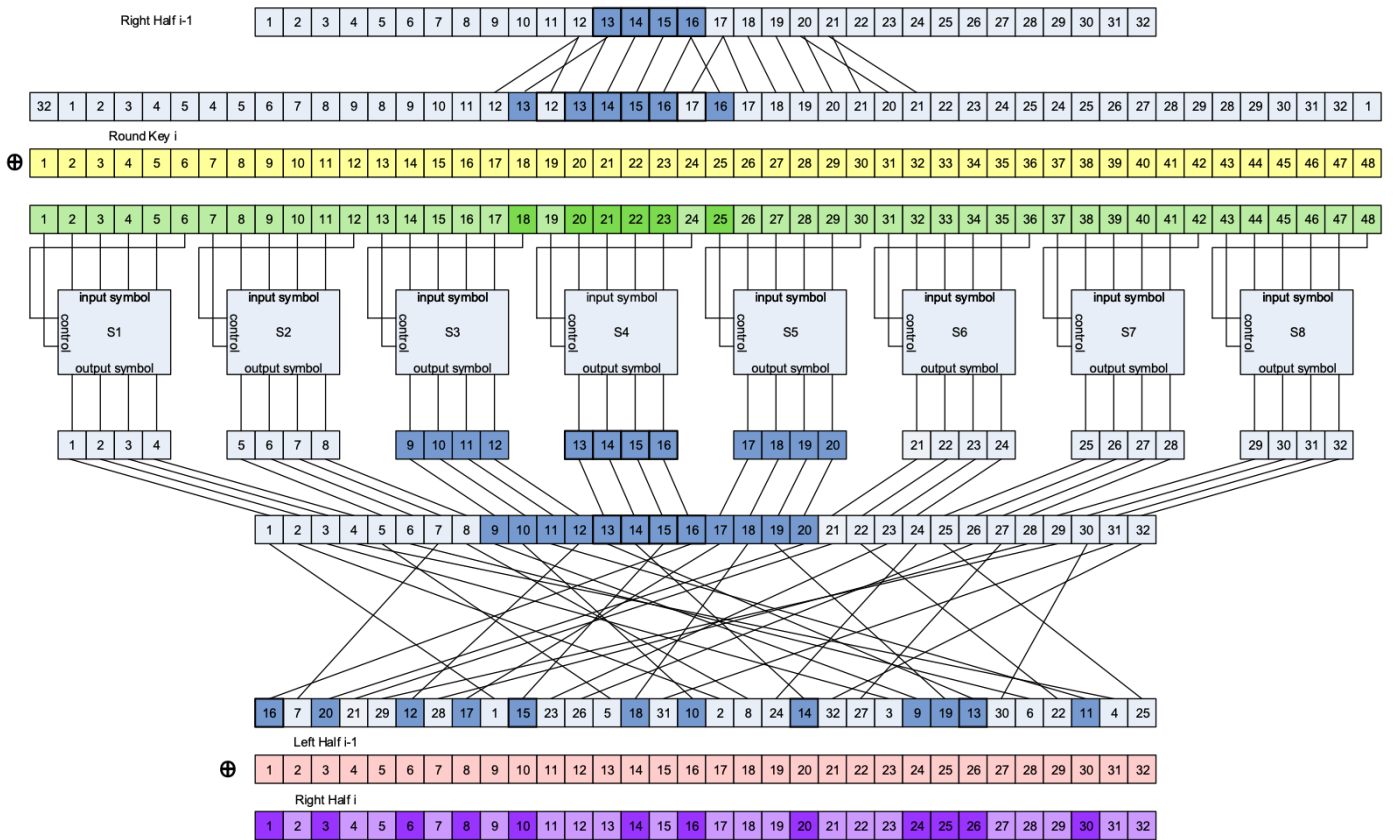 Right Half i-1 1 2 3 4 5 6 7 8 9 10 11 12 13 14 15 16 17 18 19 20 21 22 23 24 25 26 27 28 29 30 31 32
32 1 2 3 4 5 4 5 6 7 8 9 8 9 10 11 12 13 12 13 14 15 16 17 16 17 18 19 20 21 20 21 22 23 24 25 24 25 26 27 28 29 28 29 30 31 32 1
Round Key i
⊕ 1 2 3 4 5 6 7 8 9 10 11 12 13 14 15 16 17 18 19 20 21 22 23 24 25 26 27 28 29 30 31 32 33 34 35 36 37 38 39 40 41 42 43 44 45 46 47 48
1 2 3 4 5 6 7 8 9 10 11 12 13 14 15 16 17 18 19 20 21 22 23 24 25 26 27 28 29 30 31 32 33 34 35 36 37 38 39 40 41 42 43 44 45 46 47 48
input symbol input symbol input symbol input symbol input symbol input symbol input symbol input symbol
control S1 control S2 control S3 control S4 control S5 control S6 control S7 control S8
output symbol output symbol output symbol output symbol output symbol output symbol output symbol output symbol
1 2 3 4 5 6 7 8 9 10 11 12 13 14 15 16 17 18 19 20 21 22 23 24 25 26 27 28 29 30 31 32
1 2 3 4 5 6 7 8 9 10 11 12 13 14 15 16 17 18 19 20 21 22 23 24 25 26 27 28 29 30 31 32
16 7 20 21 29 12 28 17 1 15 23 26 5 18 31 10 2 8 24 14 32 27 3 9 19 13 30 6 22 11 4 25
Left Half i-1
⊕ 1 2 3 4 5 6 7 8 9 10 11 12 13 14 15 16 17 18 19 20 21 22 23 24 25 26 27 28 29 30 31 32
Right Half i
1 2 3 4 5 6 7 8 9 10 11 12 13 14 15 16 17 18 19 20 21 22 23 24 25 26 27 28 29 30 31 32